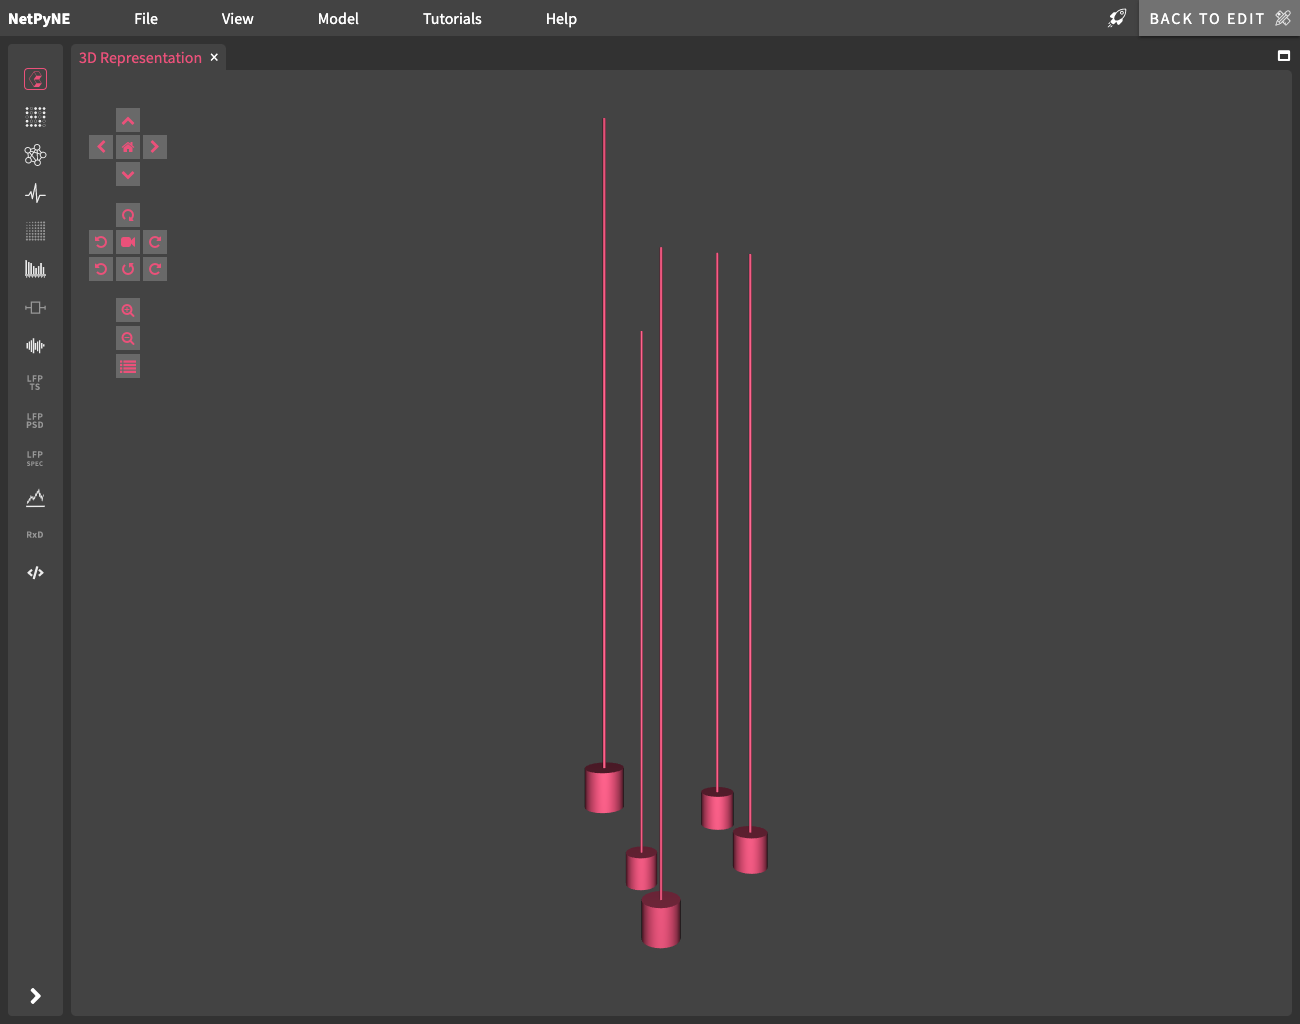 NetPyNE File View Model Tutorials Help BACK TO EDIT
3D Representation
LFP
TS
LFP
PSD
LFP
SPEC
RxD